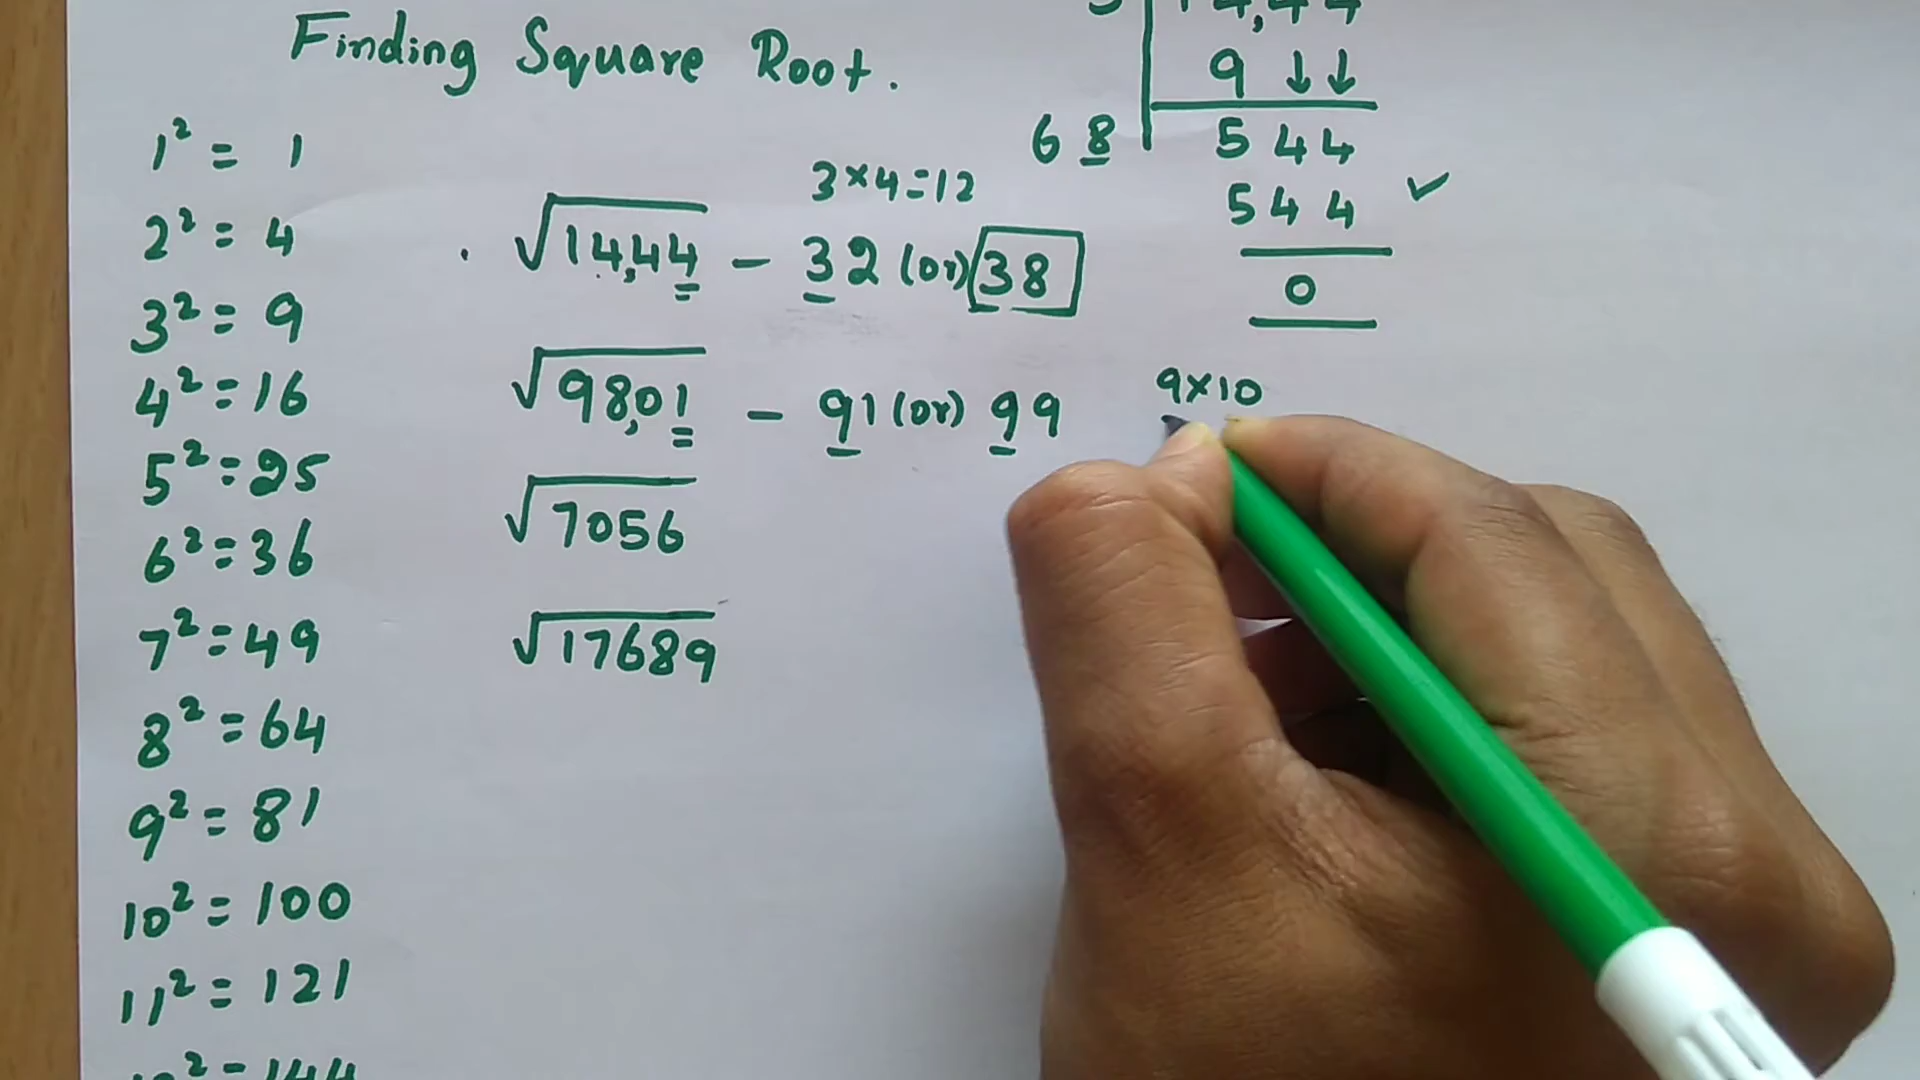 Finding Square Root.
1² = 1
2² = 4
3² = 9
4² = 16
5² = 25
6² = 36
7² = 49
8² = 64
9² = 81
10² = 100
11² = 121
3×4=12
√14,44 – 32 (or) 38
√98,01 – 91 (or) 99
9×10
√7056
√17689
14,44
9 ↓↓
68 544
544 ✓
0